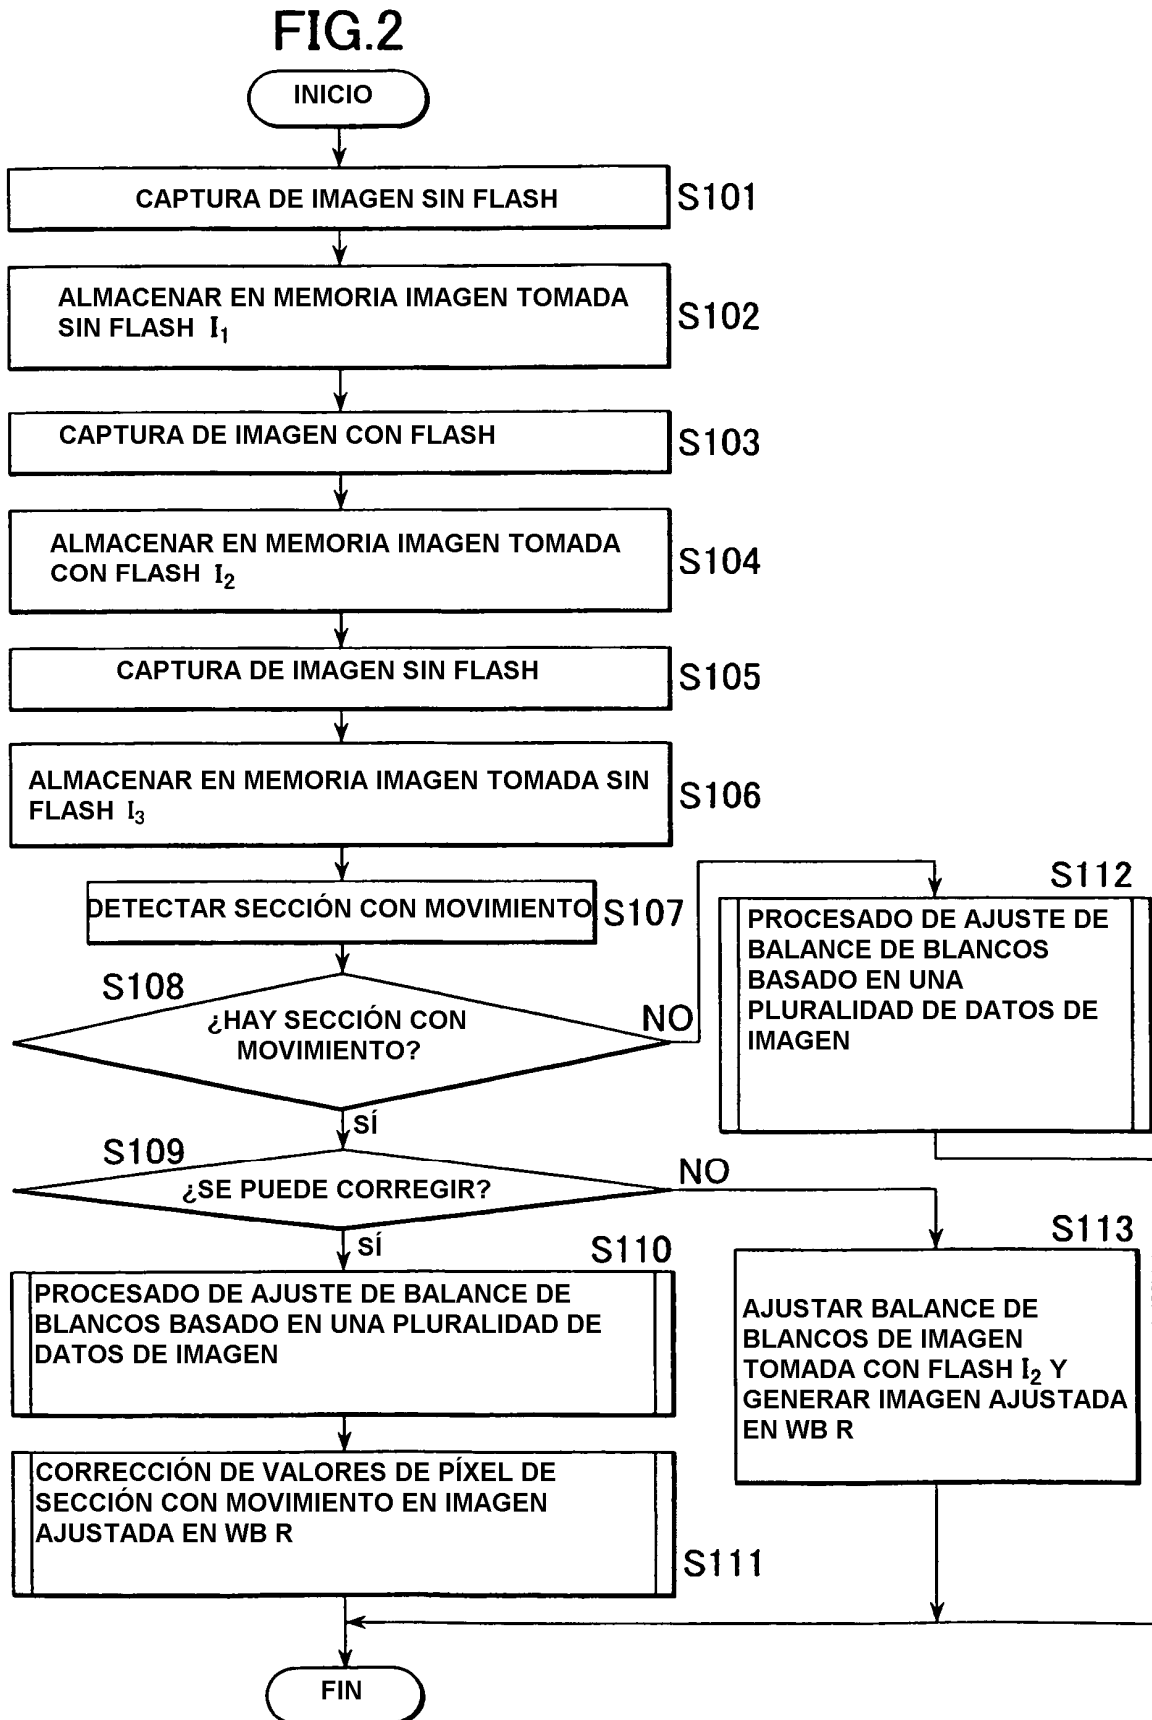 FIG.2
INICIO
CAPTURA DE IMAGEN SIN FLASH
S101
ALMACENAR EN MEMORIA IMAGEN TOMADA
SIN FLASH I₁
S102
CAPTURA DE IMAGEN CON FLASH
S103
ALMACENAR EN MEMORIA IMAGEN TOMADA
CON FLASH I₂
S104
CAPTURA DE IMAGEN SIN FLASH
S105
ALMACENAR EN MEMORIA IMAGEN TOMADA SIN
FLASH I₃
S106
DETECTAR SECCIÓN CON MOVIMIENTO
S107
S108
¿HAY SECCIÓN CON
MOVIMIENTO?
NO
SÍ
S112
PROCESADO DE AJUSTE DE
BALANCE DE BLANCOS
BASADO EN UNA
PLURALIDAD DE DATOS DE
IMAGEN
S109
¿SE PUEDE CORREGIR?
NO
SÍ
S110
PROCESADO DE AJUSTE DE BALANCE DE
BLANCOS BASADO EN UNA PLURALIDAD DE
DATOS DE IMAGEN
S113
AJUSTAR BALANCE DE
BLANCOS DE IMAGEN
TOMADA CON FLASH I₂ Y
GENERAR IMAGEN AJUSTADA
EN WB R
CORRECCIÓN DE VALORES DE PÍXEL DE
SECCIÓN CON MOVIMIENTO EN IMAGEN
AJUSTADA EN WB R
S111
FIN